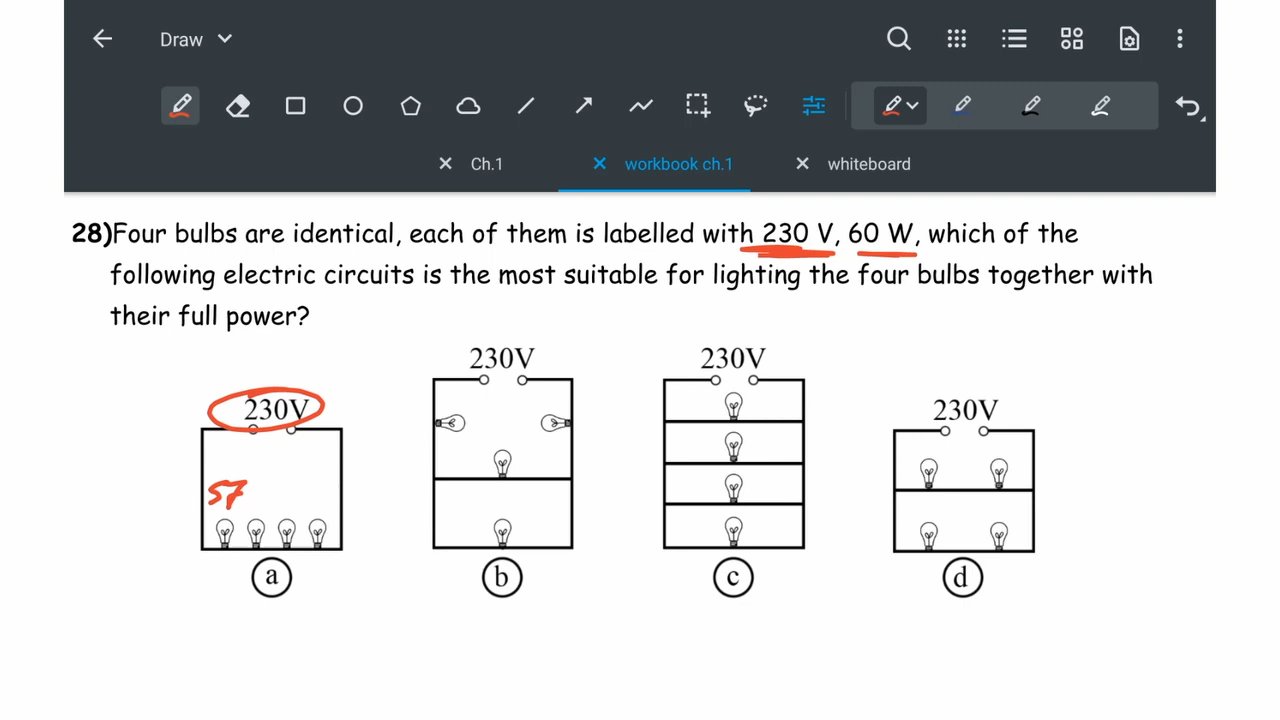 Draw
Ch.1
workbook ch.1
whiteboard
28)Four bulbs are identical, each of them is labelled with 230 V, 60 W, which of the
following electric circuits is the most suitable for lighting the four bulbs together with
their full power?
230V
230V
230V
230V
57
a
b
c
d